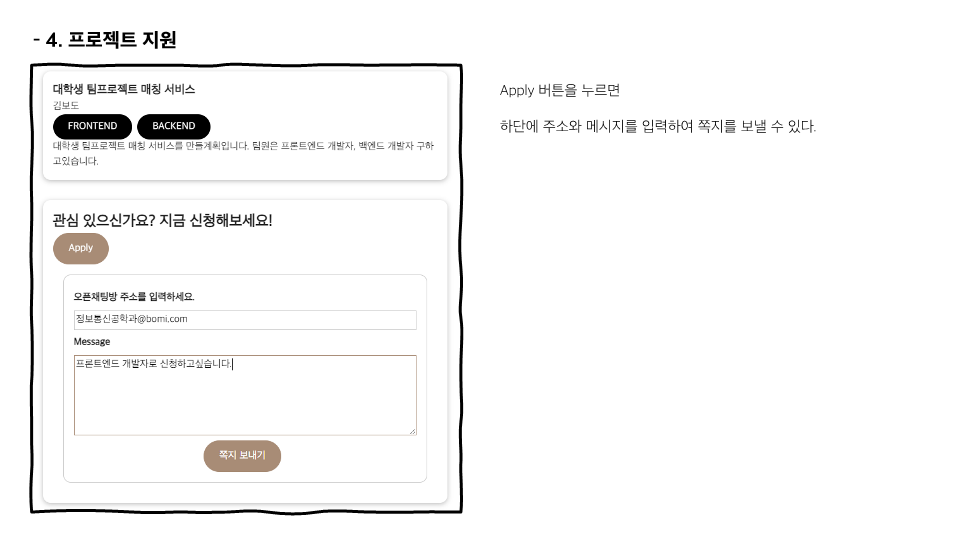 - 4. 프로젝트 지원
대학생 팀프로젝트 매칭 서비스
김보도
FRONTEND BACKEND
대학생 팀프로젝트 매칭 서비스를 만들계획입니다. 팀원은 프론트엔드 개발자, 백엔드 개발자 구하
고있습니다.
관심 있으신가요? 지금 신청해보세요!
Apply
오픈채팅방 주소를 입력하세요.
정보통신공학과@bomi.com
Message
프론트엔드 개발자로 신청하고싶습니다.
쪽지 보내기
Apply 버튼을 누르면
하단에 주소와 메시지를 입력하여 쪽지를 보낼 수 있다.